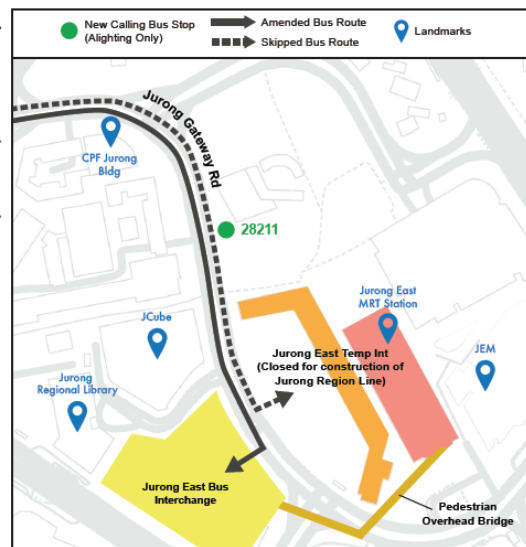 New Calling Bus Stop
(Alighting Only)
Amended Bus Route
Skipped Bus Route
Landmarks
Jurong Gateway Rd
CPF Jurong
Bldg
28211
JCube
Jurong East
MRT Station
Jurong East Temp Int
(Closed for construction of
Jurong Region Line)
JEM
Jurong
Regional Library
Jurong East Bus
Interchange
Pedestrian
Overhead Bridge